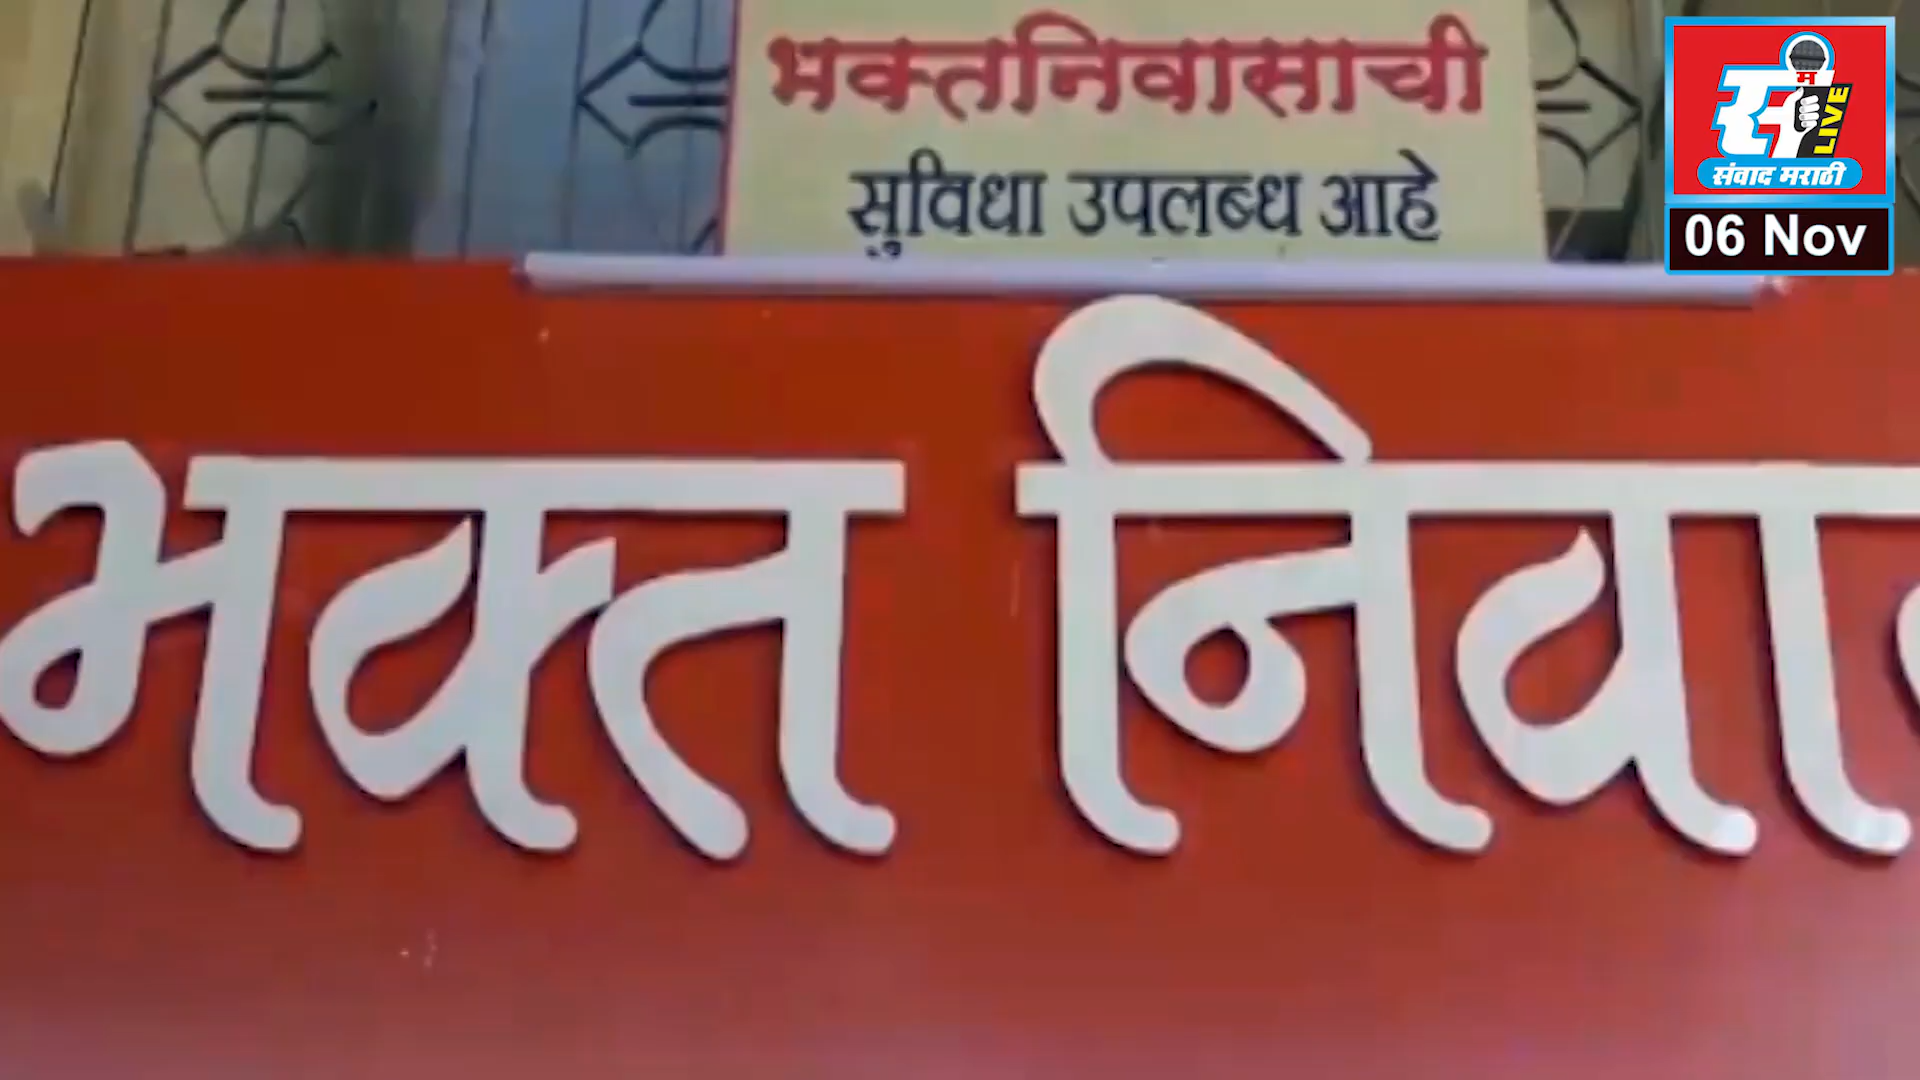 भक्तनिवासाची
सुविधा उपलब्ध आहे
भक्त निवा
स म
LIVE
संवाद मराठी
06 Nov